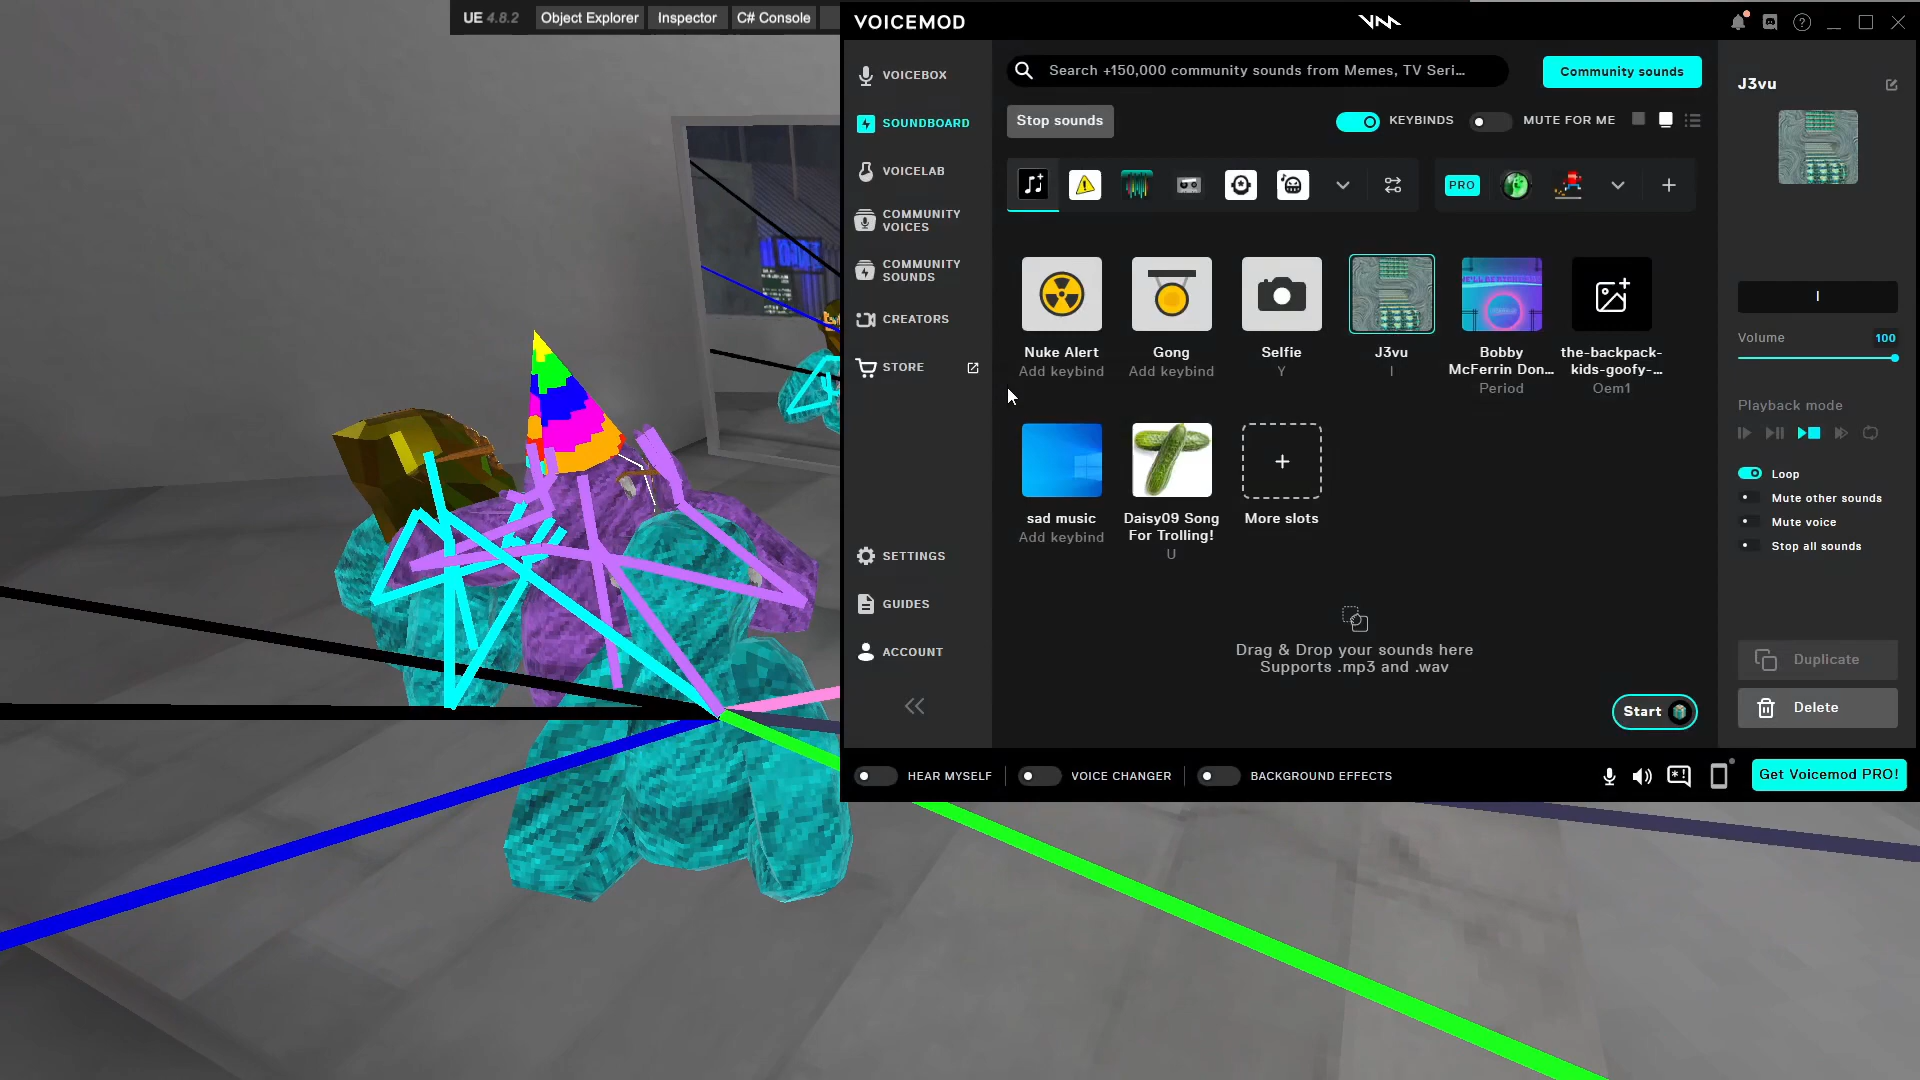 UE 4.8.2
Object Explorer
Inspector
C# Console
VOICEMOD
VOICEBOX
SOUNDBOARD
VOICELAB
COMMUNITY
VOICES
COMMUNITY
SOUNDS
CREATORS
STORE
SETTINGS
GUIDES
ACCOUNT
Search +150,000 community sounds from Memes, TV Seri...
Community sounds
Stop sounds
KEYBINDS
MUTE FOR ME
PRO
Nuke Alert
Add keybind
Gong
Add keybind
Selfie
Y
J3vu
I
Bobby
McFerrin Don...
Period
the-backpack-
kids-goofy-...
Oem1
sad music
Add keybind
Daisy09 Song
For Trolling!
U
More slots
Drag & Drop your sounds here
Supports .mp3 and .wav
Start
J3vu
I
Volume
100
Playback mode
Loop
Mute other sounds
Mute voice
Stop all sounds
Duplicate
Delete
HEAR MYSELF
VOICE CHANGER
BACKGROUND EFFECTS
Get Voicemod PRO!